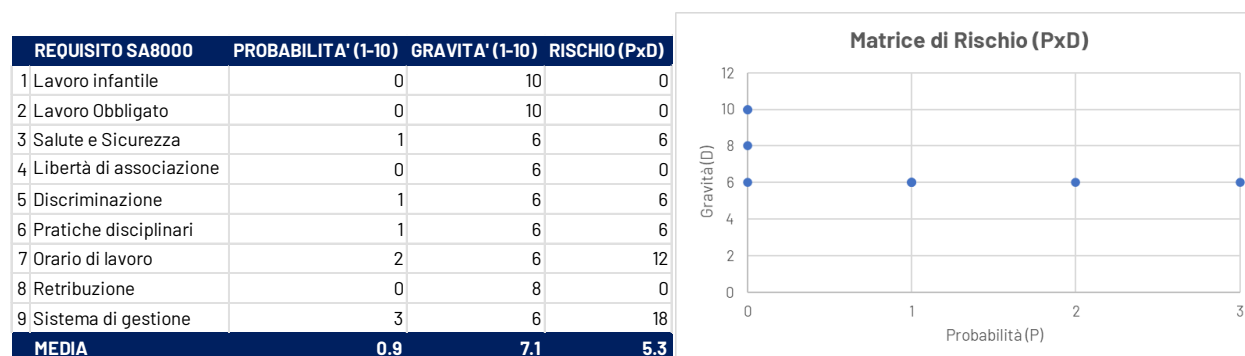 REQUISITO SA8000 PROBABILITA' (1-10) GRAVITA' (1-10) RISCHIO (PxD)
1 Lavoro infantile 0 10 0
2 Lavoro Obbligato 0 10 0
3 Salute e Sicurezza 1 6 6
4 Libertà di associazione 0 6 0
5 Discriminazione 1 6 6
6 Pratiche disciplinari 1 6 6
7 Orario di lavoro 2 6 12
8 Retribuzione 0 8 0
9 Sistema di gestione 3 6 18
MEDIA 0.9 7.1 5.3
Matrice di Rischio (PxD)
Gravità (D)
12
10
8
6
4
2
0
0 1 2 3
Probabilità (P)